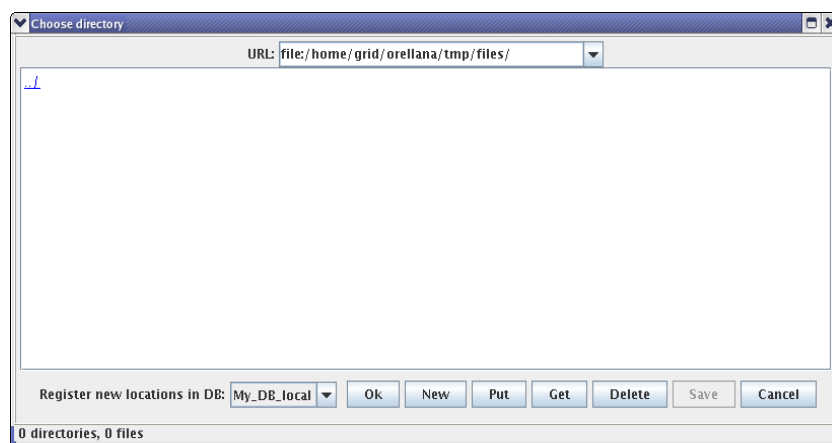 Choose directory
URL: file:/home/grid/orellana/tmp/files/
../
Register new locations in DB: My_DB_local Ok New Put Get Delete Save Cancel
0 directories, 0 files